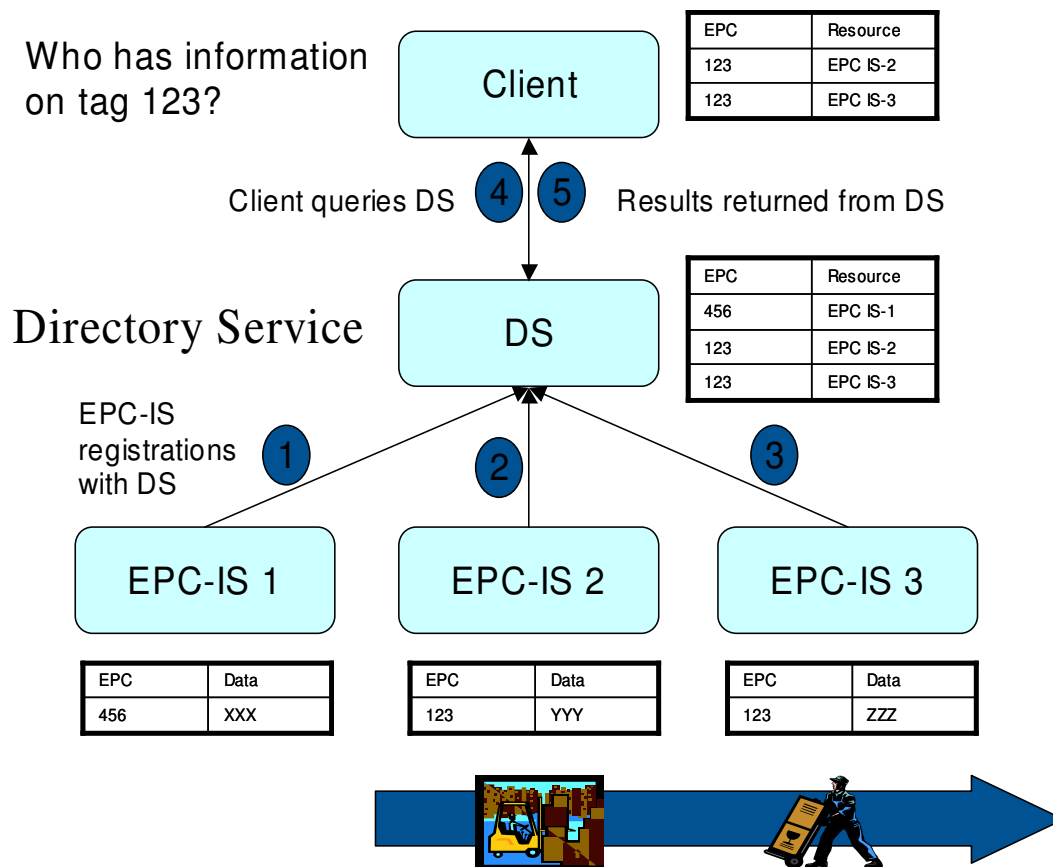 Who has information
on tag 123?
Client
EPC Resource
123 EPC IS-2
123 EPC IS-3
Client queries DS
4
5
Results returned from DS
Directory Service
DS
EPC Resource
456 EPC IS-1
123 EPC IS-2
123 EPC IS-3
EPC-IS
registrations
with DS
1
2
3
EPC-IS 1
EPC-IS 2
EPC-IS 3
EPC Data
456 XXX
EPC Data
123 YYY
EPC Data
123 ZZZ